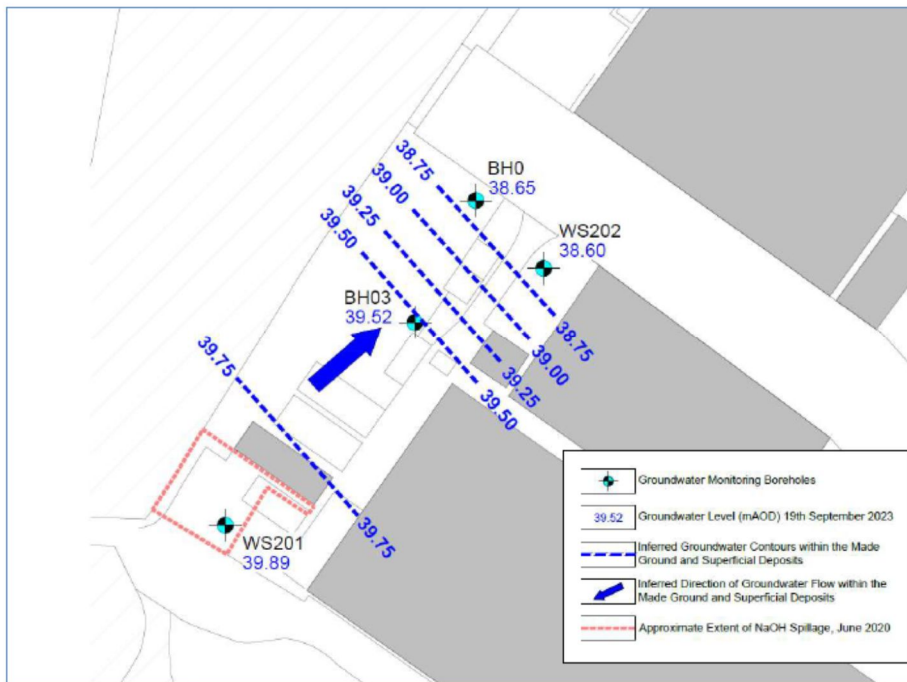 BH0
38.65
38.75
39.00
39.25
39.50
WS202
38.60
BH03
39.52
39.75
38.75
39.00
39.25
39.50
39.75
WS201
39.89
Groundwater Monitoring Boreholes
39.52 Groundwater Level (mAOD) 19th September 2023
Inferred Groundwater Contours within the Made
Ground and Superficial Deposits
Inferred Direction of Groundwater Flow within the
Made Ground and Superficial Deposits
Approximate Extent of NaOH Spillage, June 2020